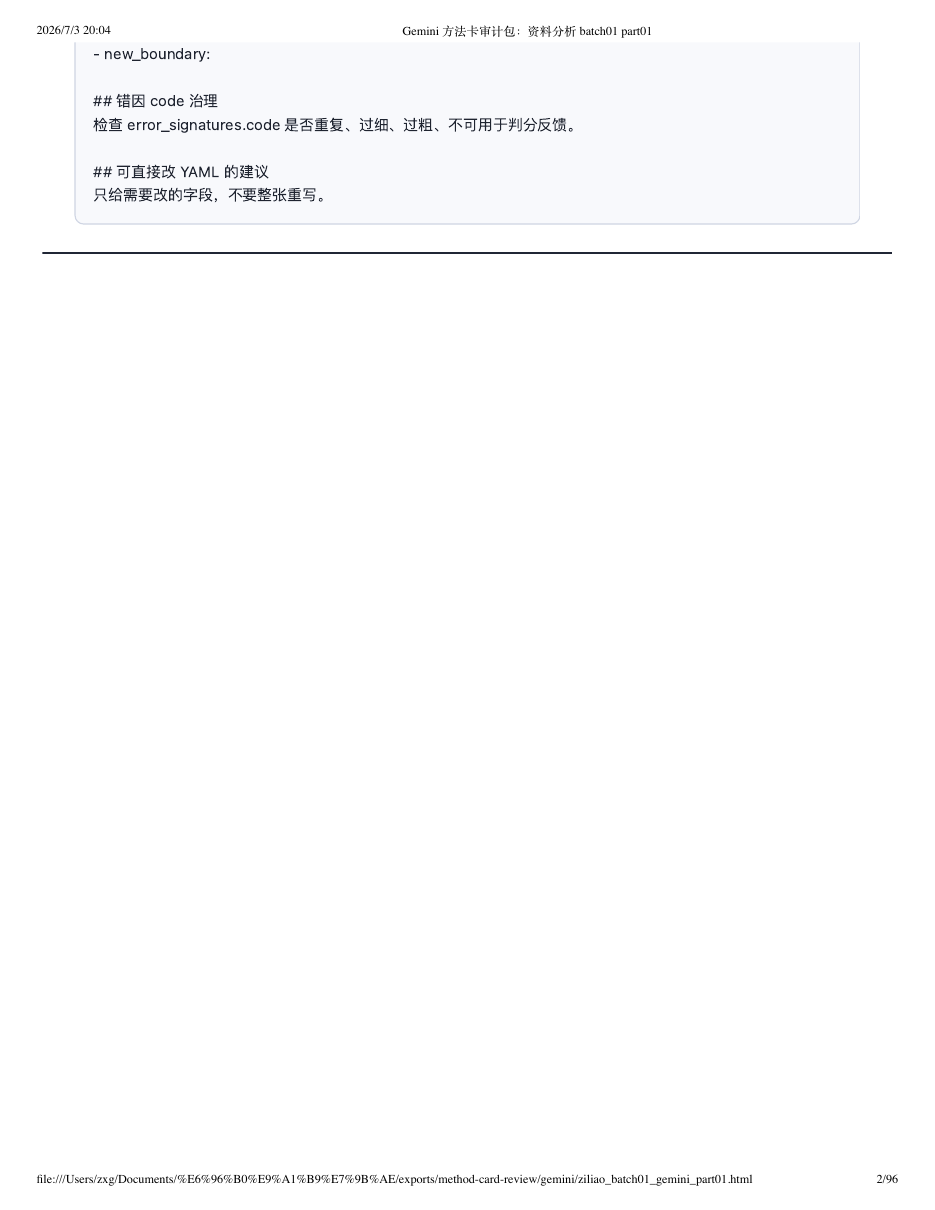 2026/7/3 20:04
Gemini 方法卡审计包：资料分析 batch01 part01
- new_boundary:
## 错因 code 治理
检查 error_signatures.code 是否重复、过细、过粗、不可用于判分反馈。
## 可直接改 YAML 的建议
只给需要改的字段，不要整张重写。
file:///Users/zxg/Documents/%E6%96%B0%E9%A1%B9%E7%9B%AE/exports/method-card-review/gemini/ziliao_batch01_gemini_part01.html
2/96